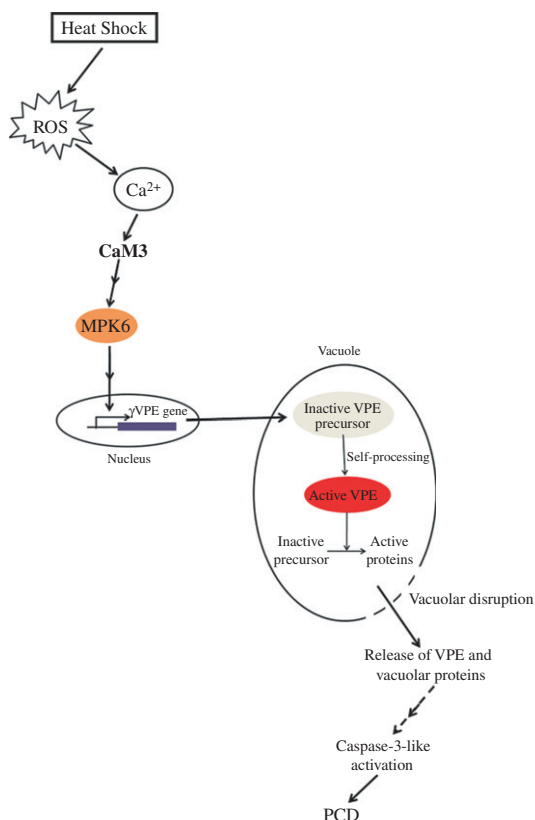 Heat Shock
ROS
Ca²⁺
CaM3
MPK6
γVPE gene
Nucleus
Vacuole
Inactive VPE
precursor
Self-processing
Active VPE
Inactive
precursor
Active
proteins
Vacuolar disruption
Release of VPE and
vacuolar proteins
Caspase-3-like
activation
PCD